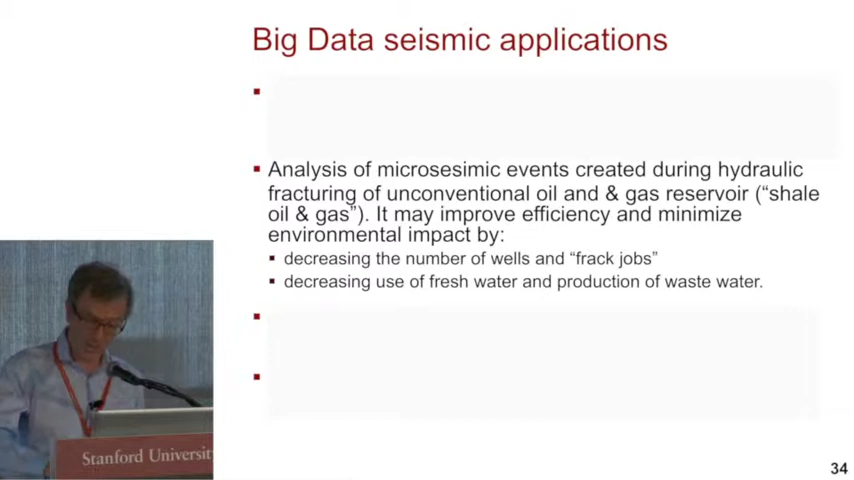 Big Data seismic applications
Analysis of microsesimic events created during hydraulic
fracturing of unconventional oil and & gas reservoir (“shale
oil & gas”). It may improve efficiency and minimize
environmental impact by:
decreasing the number of wells and “frack jobs”
decreasing use of fresh water and production of waste water.
Stanford University
34